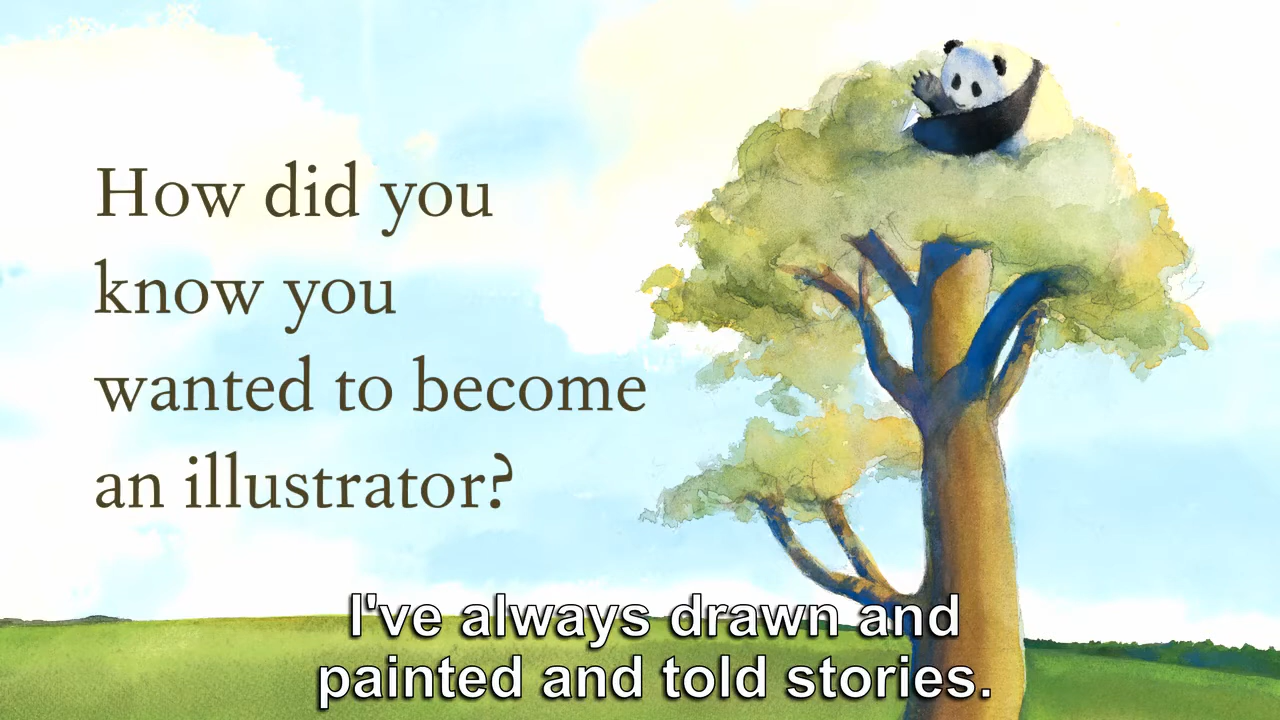 How did you
know you
wanted to become
an illustrator?
I've always drawn and
painted and told stories.